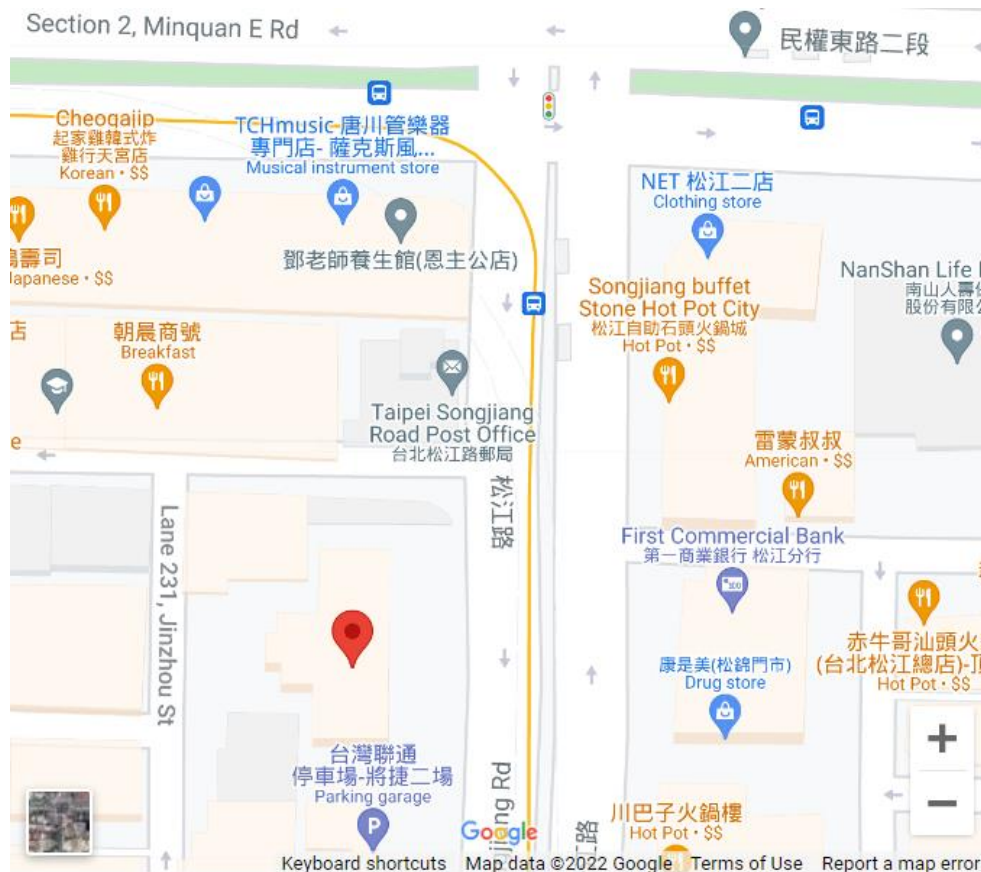 Section 2, Minquan E Rd
民權東路二段
Cheogajip
起家雞韓式炸
雞行天宮店
Korean • $$
TCHmusic 唐川管樂器
專門店- 薩克斯風...
Musical instrument store
NET 松江二店
Clothing store
鄧老師養生館(恩主公店)
壽司
Japanese • $$
Songjiang buffet
Stone Hot Pot City
松江自助石頭火鍋城
Hot Pot • $$
NanShan Life
南山人壽
股份有限
店
朝晨商號
Breakfast
Taipei Songjiang
Road Post Office
台北松江路郵局
e
雷蒙叔叔
American • $$
松江路
First Commercial Bank
第一商業銀行 松江分行
Lane 231, Jinzhou St
康是美(松錦門市)
Drug store
赤牛哥汕頭火
(台北松江總店)-頂
Hot Pot • $$
台灣聯通
停車場-將捷二場
Parking garage
P
jiang Rd
江路
川巴子火鍋樓
Hot Pot • $$
+
−
Google
Keyboard shortcuts Map data ©2022 Google Terms of Use Report a map error